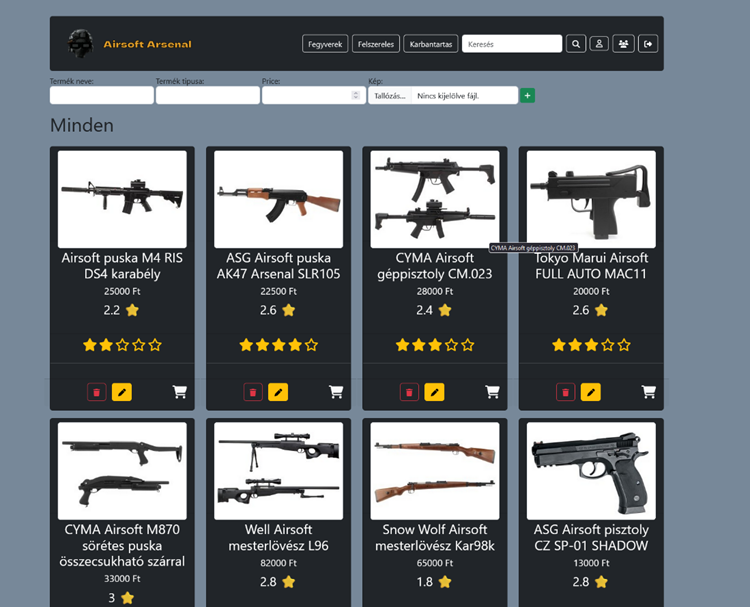 Airsoft Arsenal
Fegyverek
Felszereles
Karbantartas
Keresés
Termék neve:
Termék típusa:
Price:
Kép:
Tallózás...
Nincs kijelölve fájl.
Minden
Airsoft puska M4 RIS
DS4 karabély
25000 Ft
2.2
ASG Airsoft puska
AK47 Arsenal SLR105
22500 Ft
2.6
CYMA Airsoft géppisztoly CM.023
CYMA Airsoft
géppisztoly CM.023
28000 Ft
2.4
Tokyo Marui Airsoft
FULL AUTO MAC11
20000 Ft
2.6
CYMA Airsoft M870
sörétes puska
összecsukható szárral
33000 Ft
3
Well Airsoft
mesterlövész L96
82000 Ft
2.8
Snow Wolf Airsoft
mesterlövész Kar98k
65000 Ft
1.8
ASG Airsoft pisztoly
CZ SP-01 SHADOW
13000 Ft
2.8